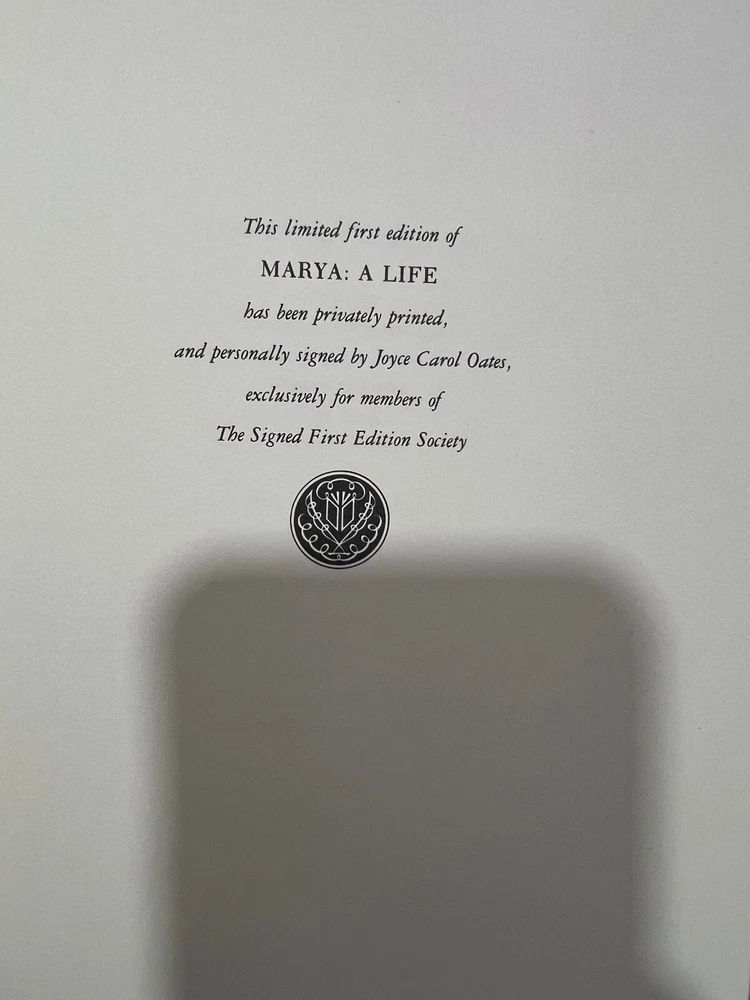 This limited first edition of
MARYA: A LIFE
has been privately printed,
and personally signed by Joyce Carol Oates,
exclusively for members of
The Signed First Edition Society